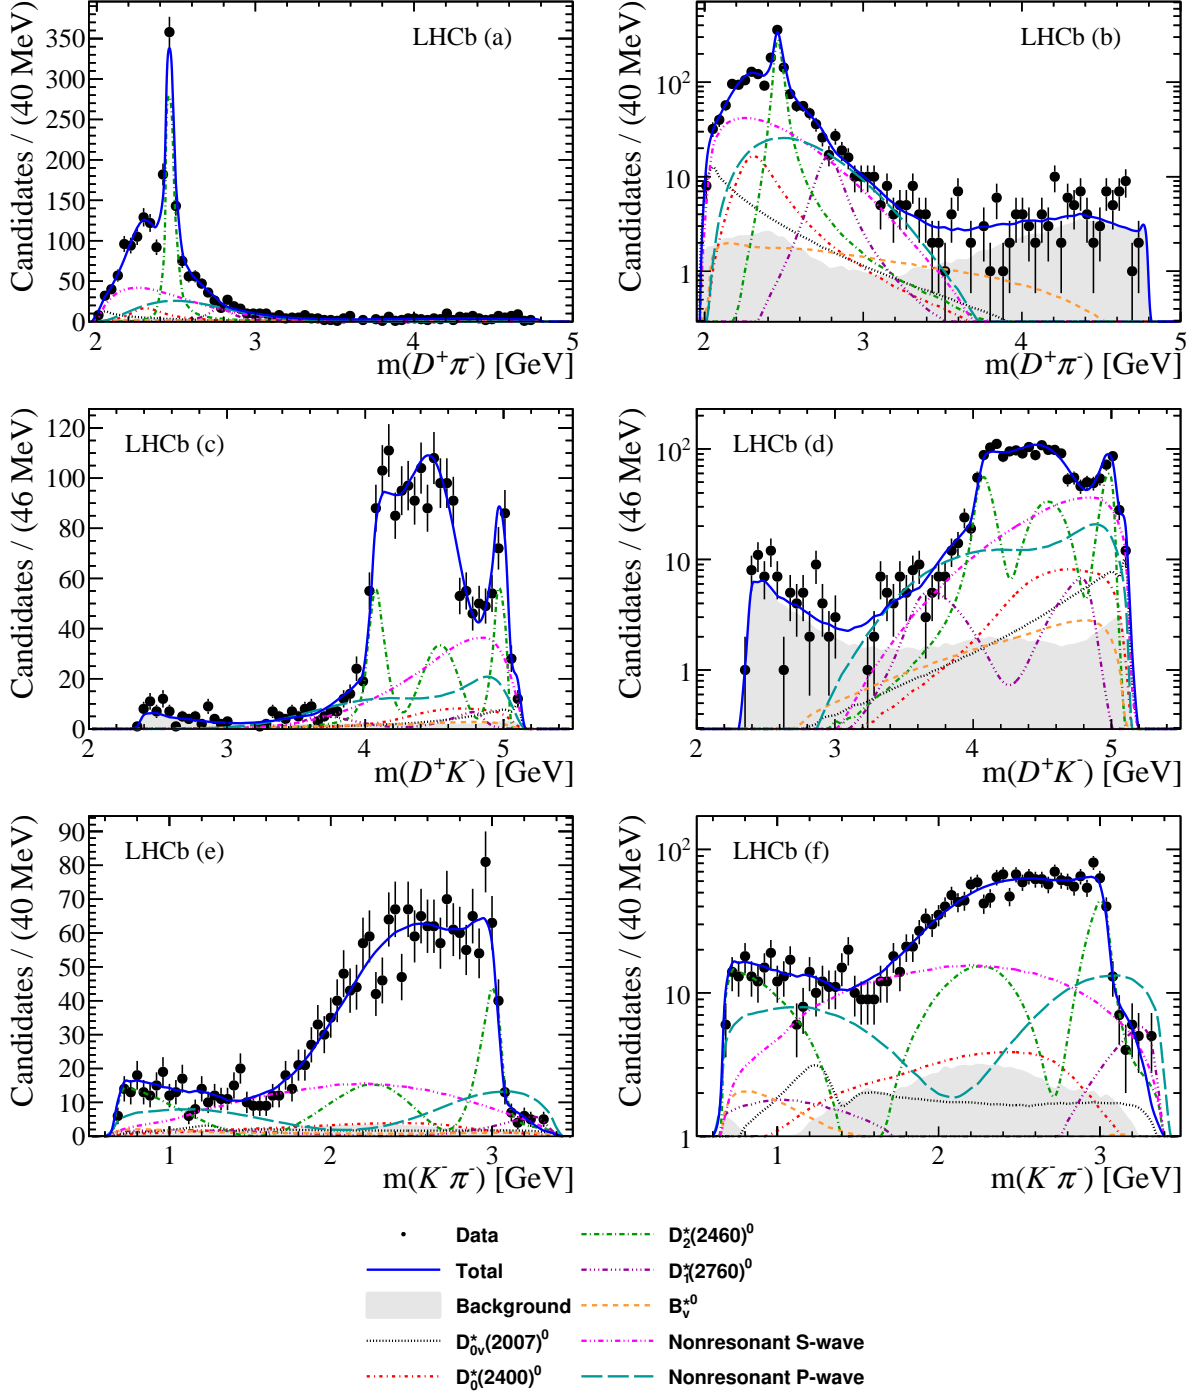 LHCb (a)
Candidates / (40 MeV)
350
300
250
200
150
100
50
0
2 3 4 5
m(D⁺π⁻) [GeV]
LHCb (b)
Candidates / (40 MeV)
10²
10
1
2 3 4 5
m(D⁺π⁻) [GeV]
LHCb (c)
Candidates / (46 MeV)
120
100
80
60
40
20
0
2 3 4 5
m(D⁺K⁻) [GeV]
LHCb (d)
Candidates / (46 MeV)
10²
10
1
2 3 4 5
m(D⁺K⁻) [GeV]
LHCb (e)
Candidates / (40 MeV)
90
80
70
60
50
40
30
20
10
0
1 2 3
m(K⁻π⁻) [GeV]
LHCb (f)
Candidates / (40 MeV)
10²
10
1
1 2 3
m(K⁻π⁻) [GeV]
Data
Total
Background
D*₀ᵥ(2007)⁰
D*₀(2400)⁰
D*₂(2460)⁰
D*₁(2760)⁰
B*ᵥ⁰
Nonresonant S-wave
Nonresonant P-wave